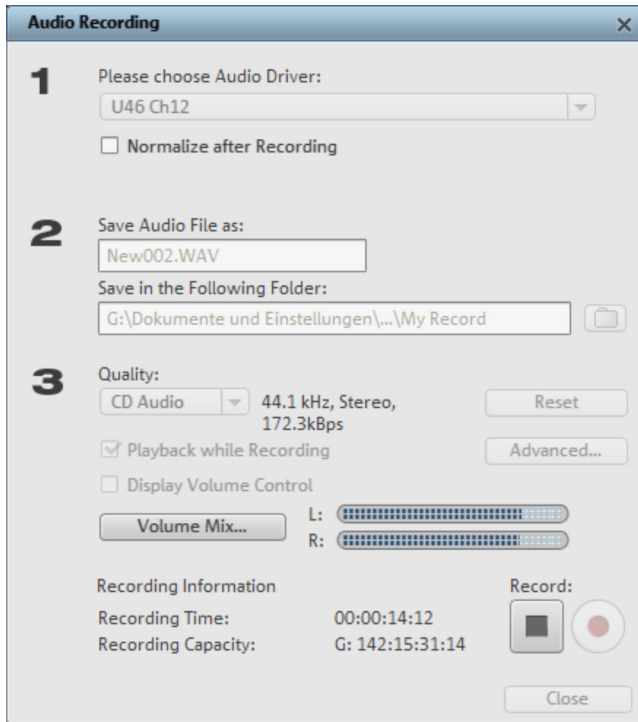 Audio Recording
1
Please choose Audio Driver:
U46 Ch12
Normalize after Recording
2
Save Audio File as:
New002.WAV
Save in the Following Folder:
G:\Dokumente und Einstellungen\...\My Record
3
Quality:
CD Audio
44.1 kHz, Stereo,
172.3kBps
Reset
Playback while Recording
Advanced...
Display Volume Control
Volume Mix...
L:
R:
Recording Information
Record:
Recording Time: 00:00:14:12
Recording Capacity: G: 142:15:31:14
Close